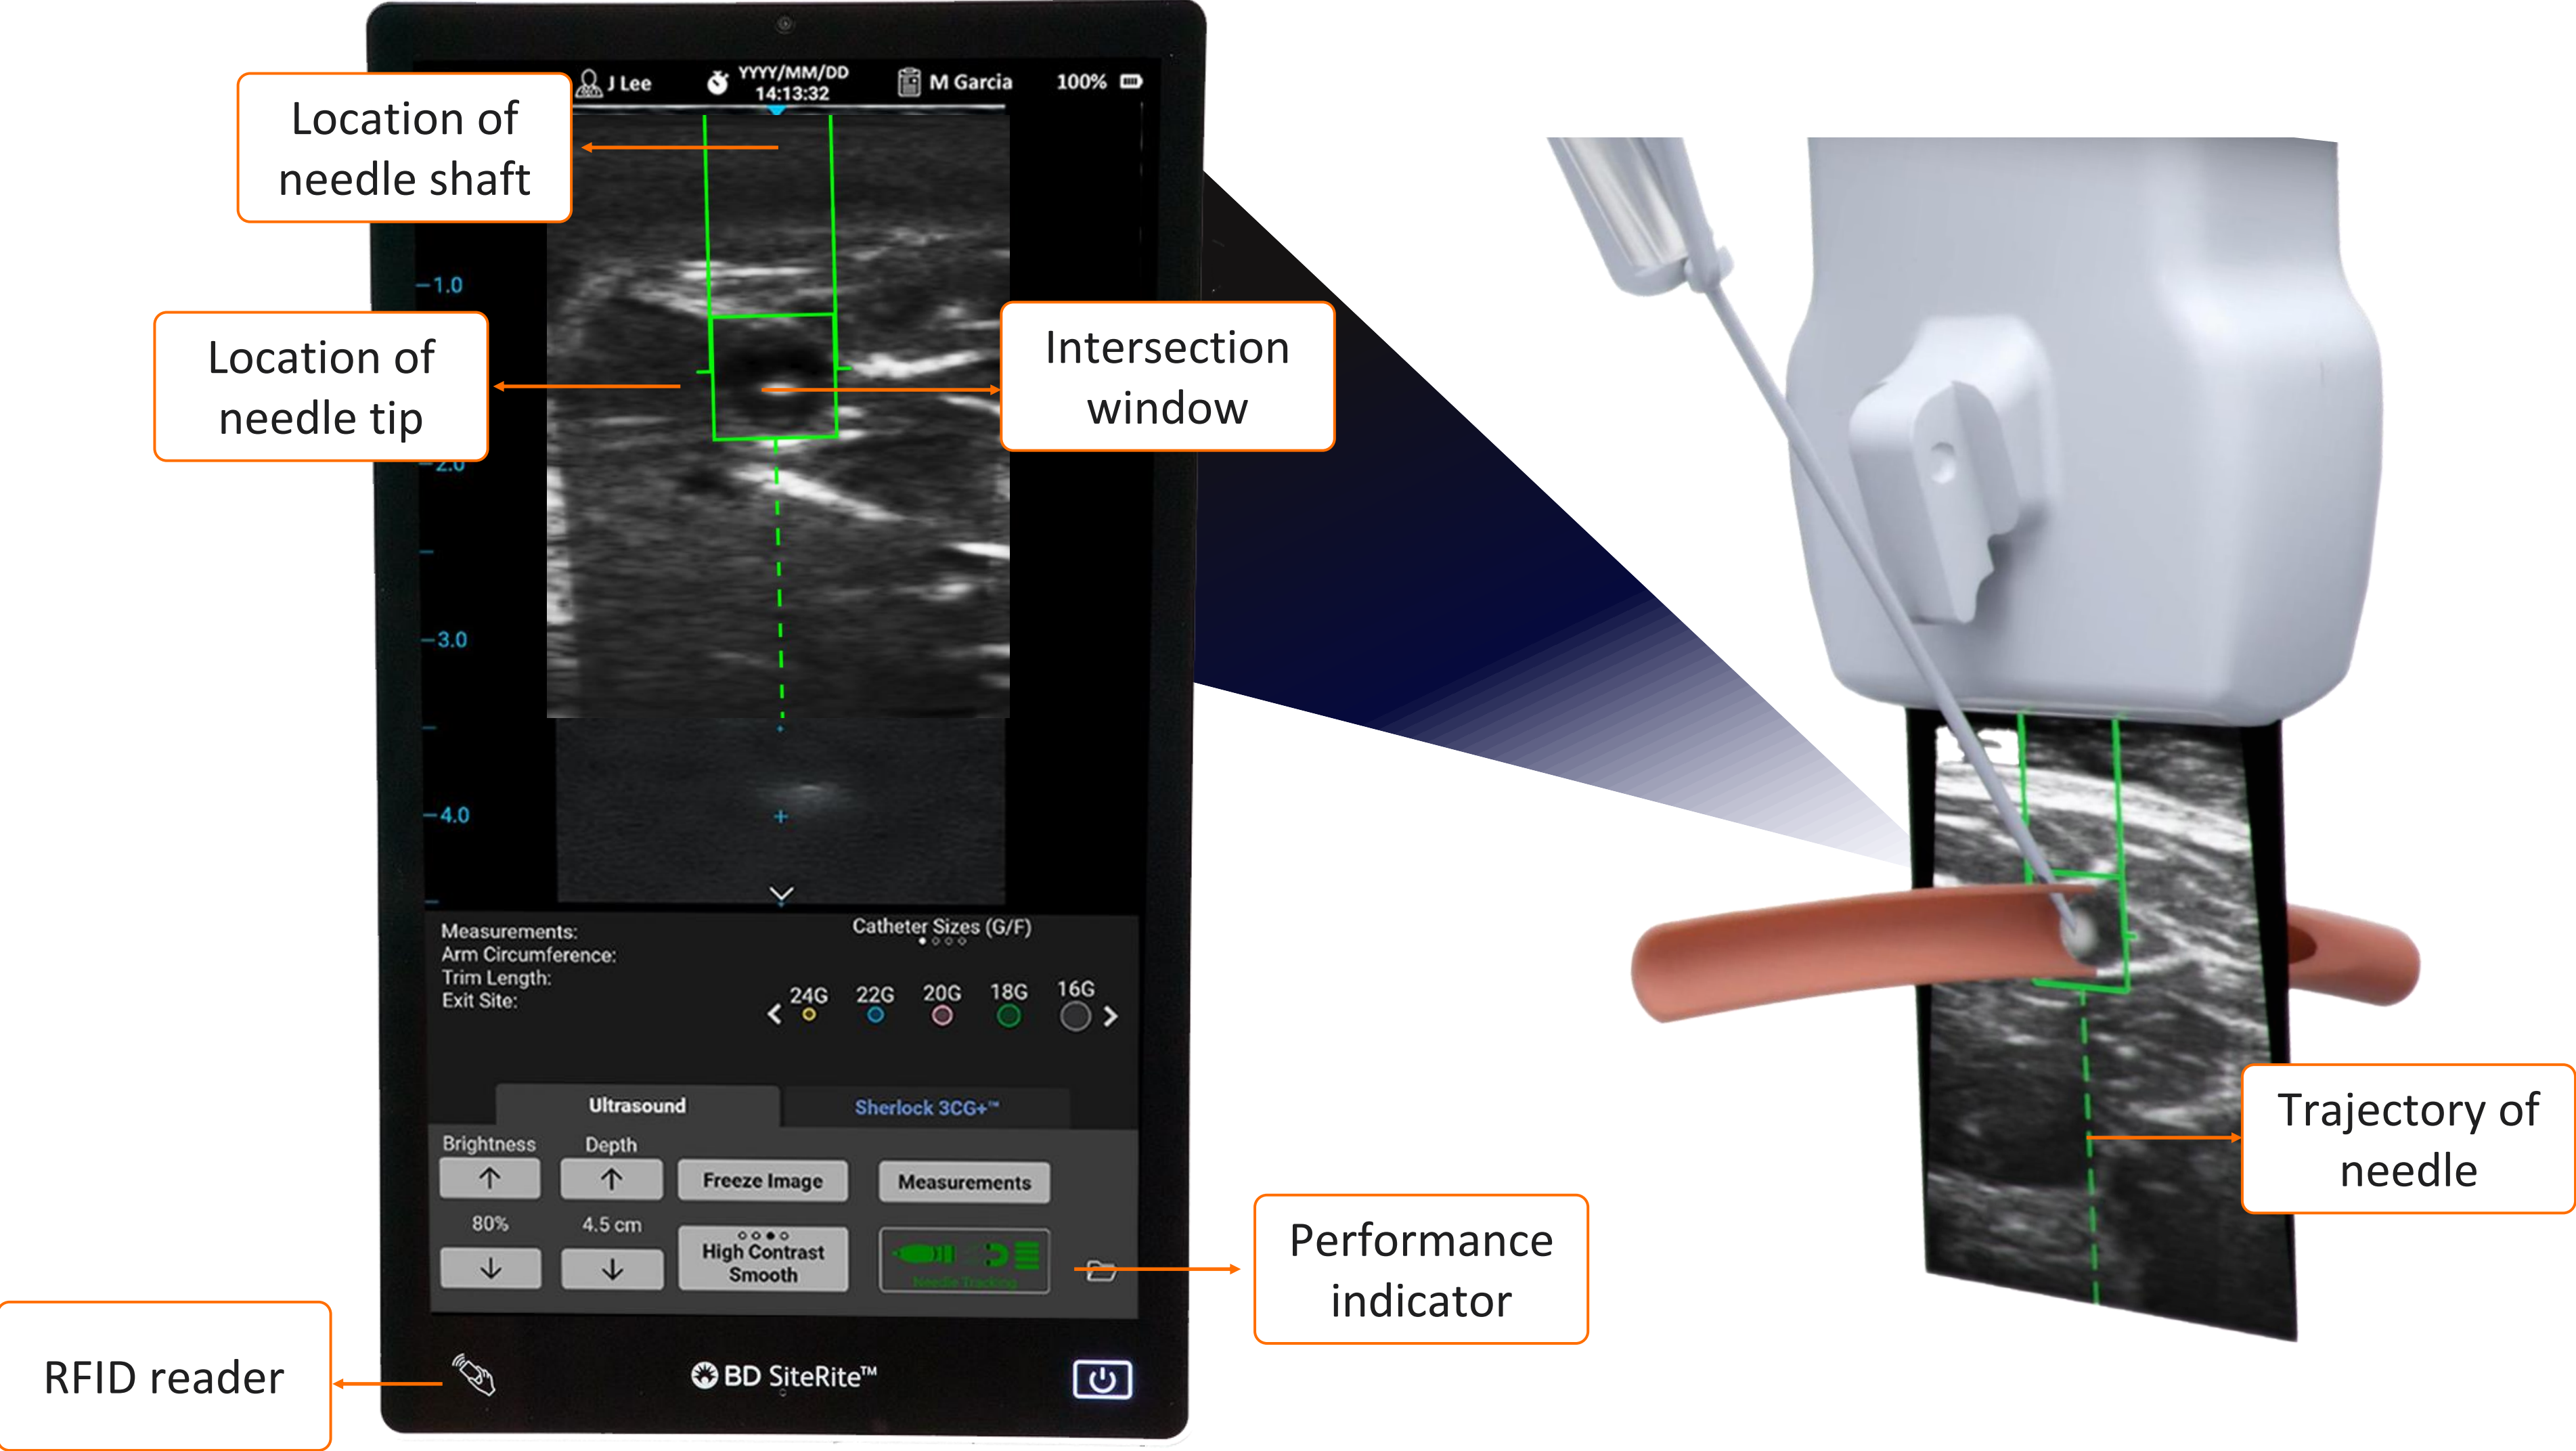 J Lee
YYYY/MM/DD
14:13:32
M Garcia
100%
Location of
needle shaft
1.0
Location of
needle tip
Intersection
window
2.0
3.0
4.0
Measurements:
Arm Circumference:
Trim Length:
Exit Site:
Catheter Sizes (G/F)
24G
22G
20G
18G
16G
Ultrasound
Sherlock 3CG+™
Brightness
Depth
Freeze Image
Measurements
80%
4.5 cm
High Contrast
Smooth
Needle Tracking
Trajectory of
needle
Performance
indicator
RFID reader
BD SiteRite™